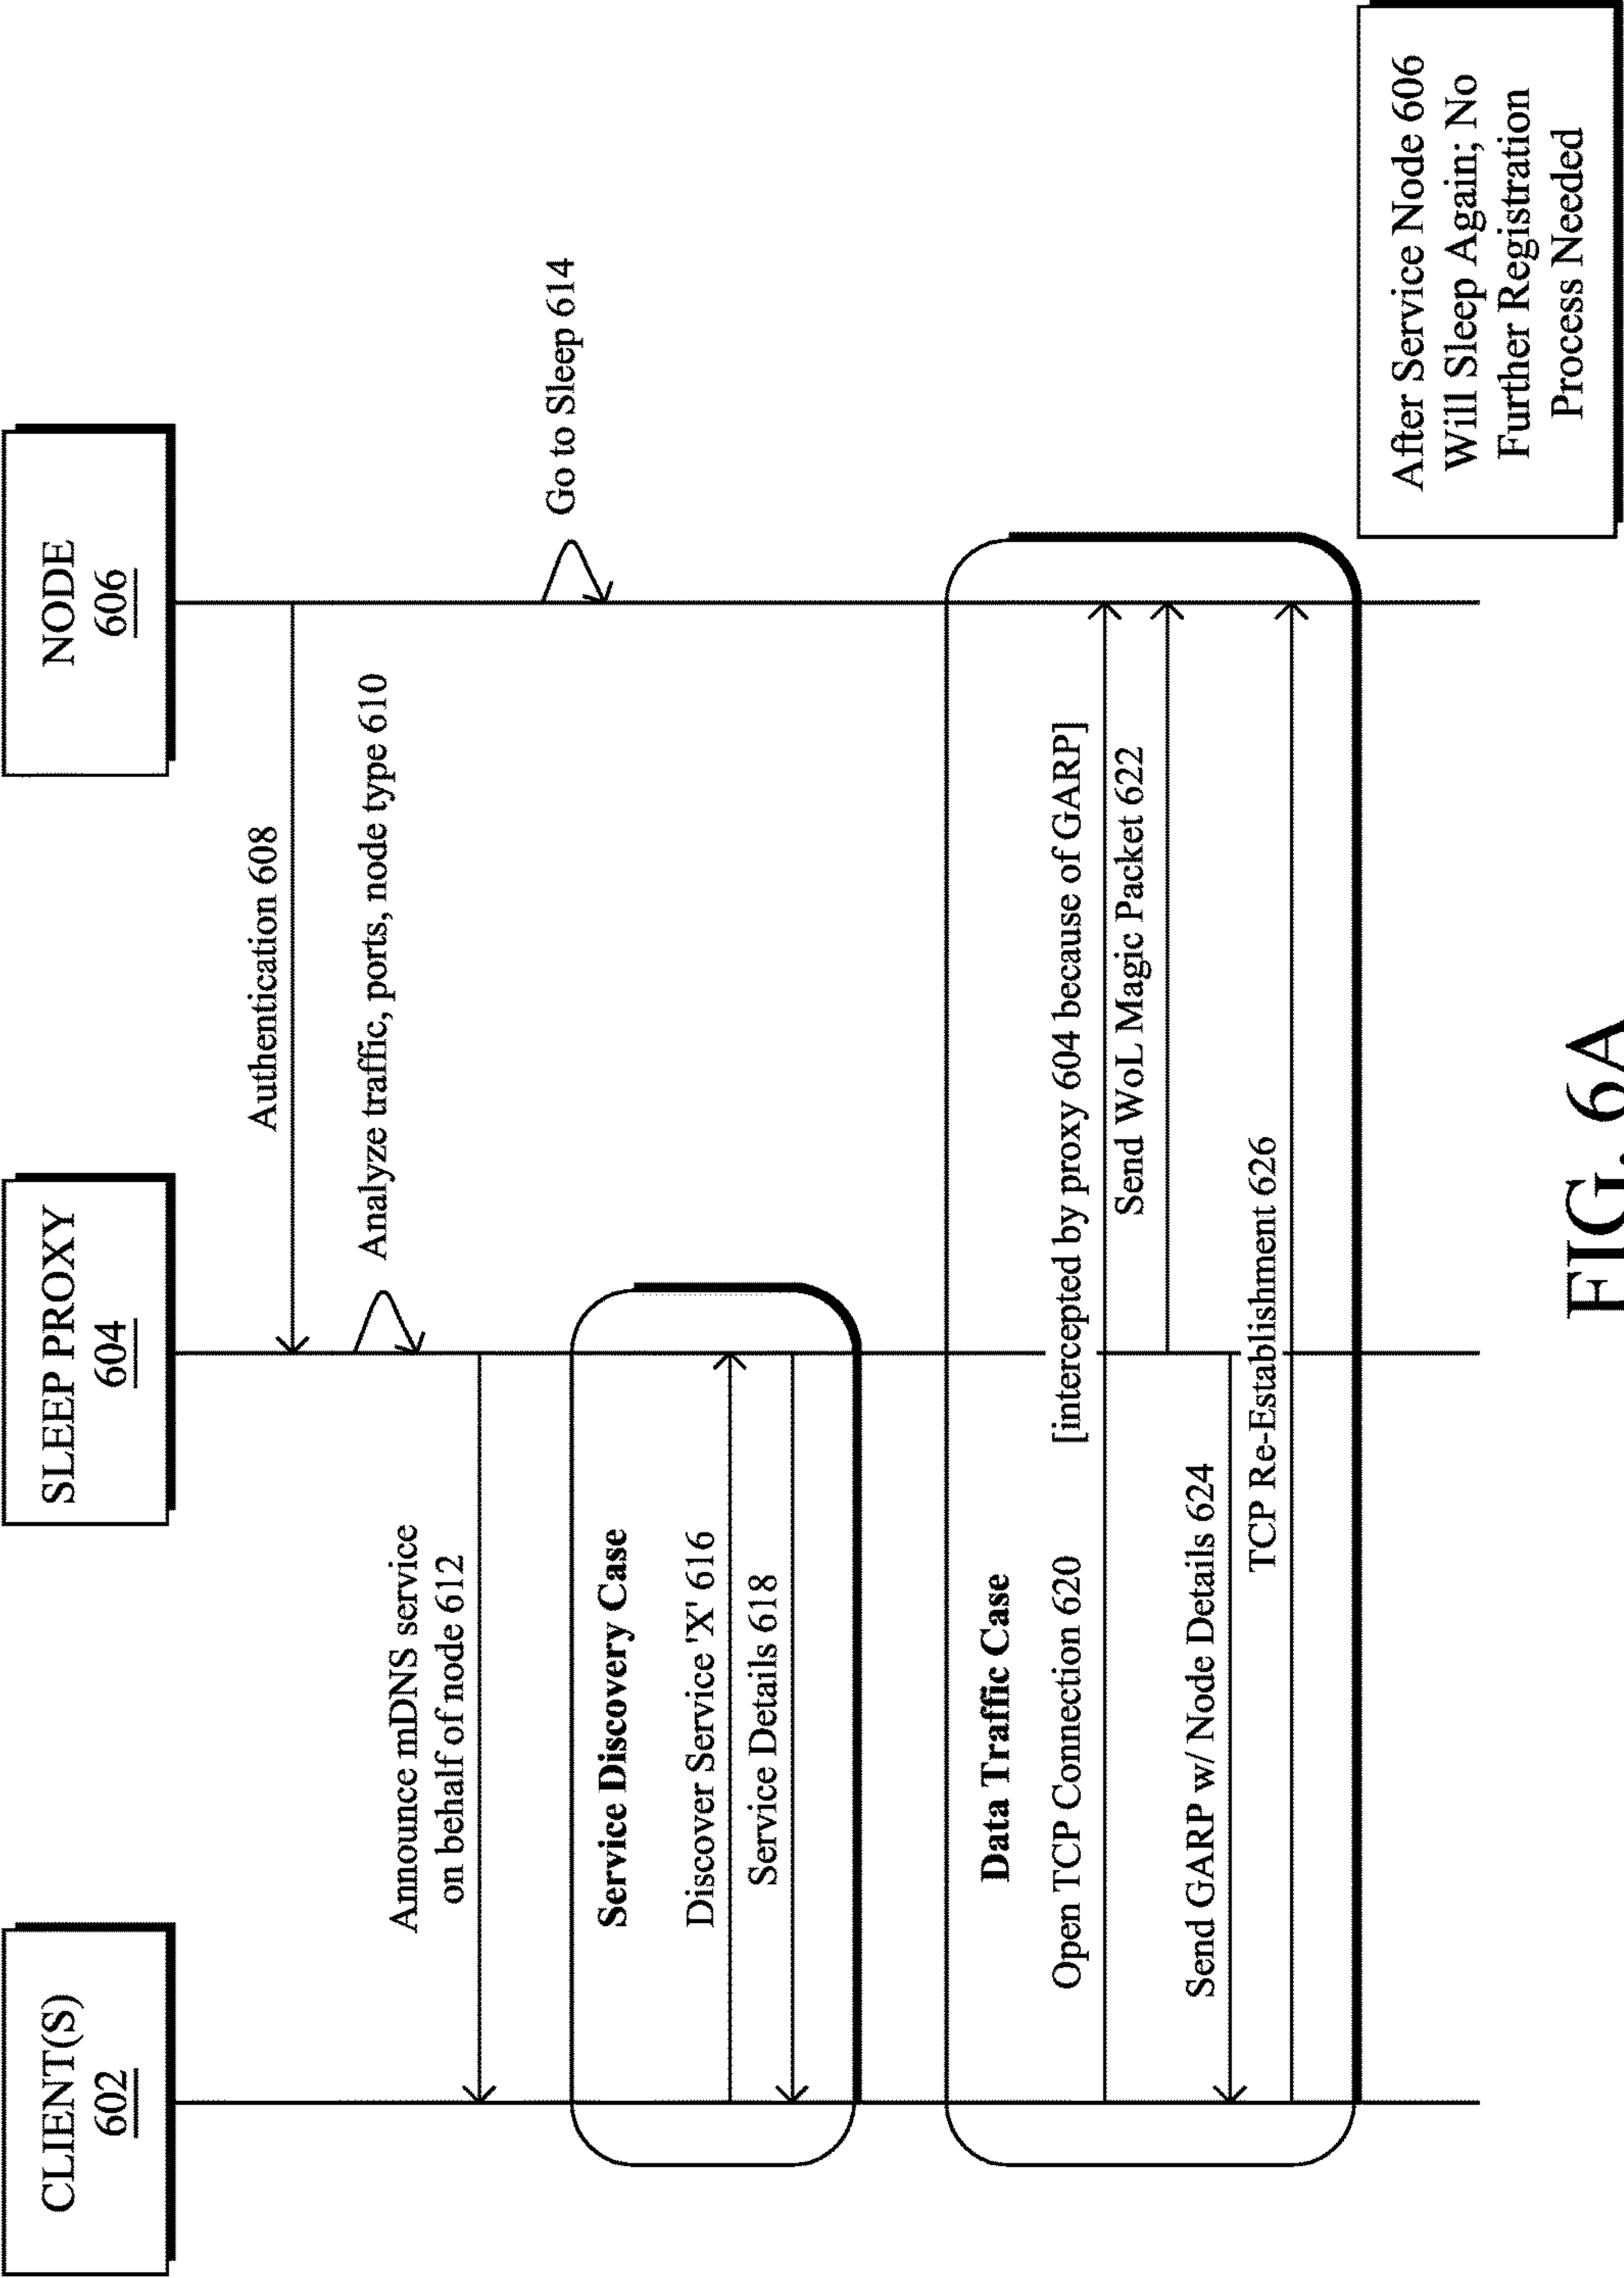 CLIENT(S)
602
SLEEP PROXY
604
NODE
606
Authentication 608
Analyze traffic, ports, node type 610
Announce mDNS service
on behalf of node 612
Go to Sleep 614
Service Discovery Case
Discover Service 'X' 616
Service Details 618
Data Traffic Case
Open TCP Connection 620
[intercepted by proxy 604 because of GARP]
Send WoL Magic Packet 622
Send GARP w/ Node Details 624
TCP Re-Establishment 626
After Service Node 606
Will Sleep Again; No
Further Registration
Process Needed
FIG. 6A